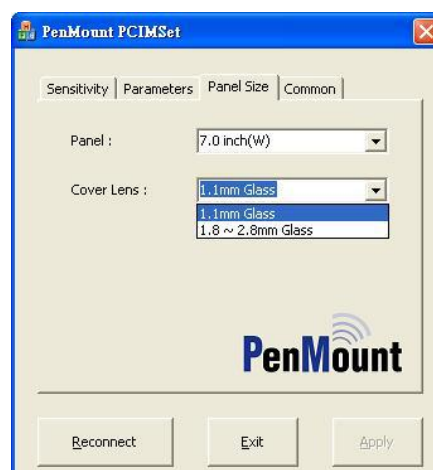 PenMount PCIMSet
Sensitivity Parameters Panel Size Common
Panel : 7.0 inch(W)
Cover Lens : 1.1mm Glass
1.1mm Glass
1.8 ~ 2.8mm Glass
PenMount
Reconnect Exit Apply